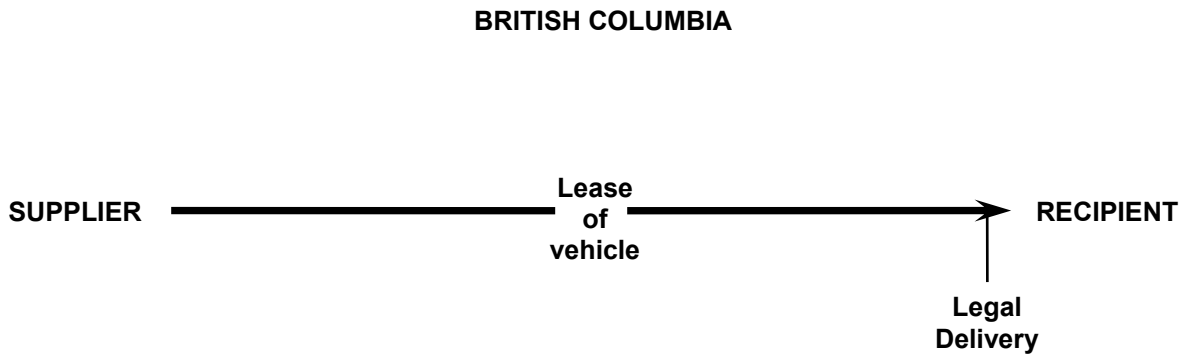 BRITISH COLUMBIA
SUPPLIER
Lease
of
vehicle
RECIPIENT
Legal
Delivery